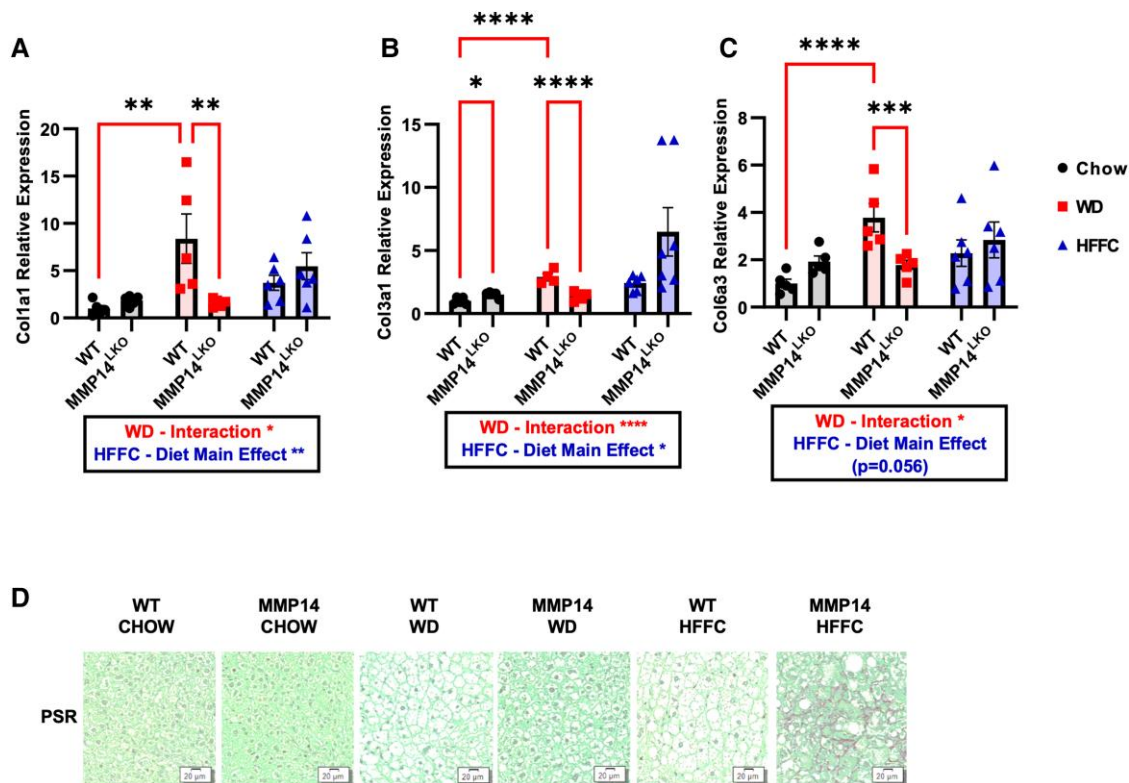 A
Col1a1 Relative Expression
20
15
10
5
0
**
**
WT
MMP14LKO
WT
MMP14LKO
WT
MMP14LKO
WD - Interaction *
HFFC - Diet Main Effect **
B
Col3a1 Relative Expression
15
10
5
0
****
*
****
WT
MMP14LKO
WT
MMP14LKO
WT
MMP14LKO
WD - Interaction ****
HFFC - Diet Main Effect *
C
Col6a3 Relative Expression
8
6
4
2
0
****
***
WT
MMP14LKO
WT
MMP14LKO
WT
MMP14LKO
WD - Interaction *
HFFC - Diet Main Effect
(p=0.056)
Chow
WD
HFFC
D
WT
CHOW
MMP14
CHOW
WT
WD
MMP14
WD
WT
HFFC
MMP14
HFFC
PSR
20 µm
20 µm
20 µm
20 µm
20 µm
20 µm